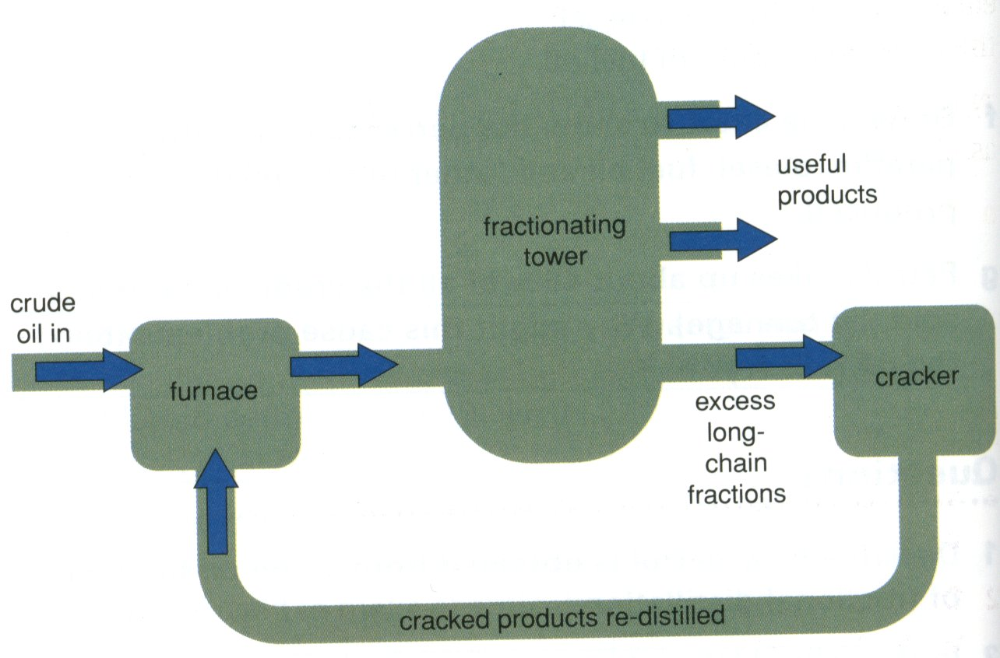 crude
oil in
furnace
fractionating
tower
useful
products
excess
long-
chain
fractions
cracker
cracked products re-distilled